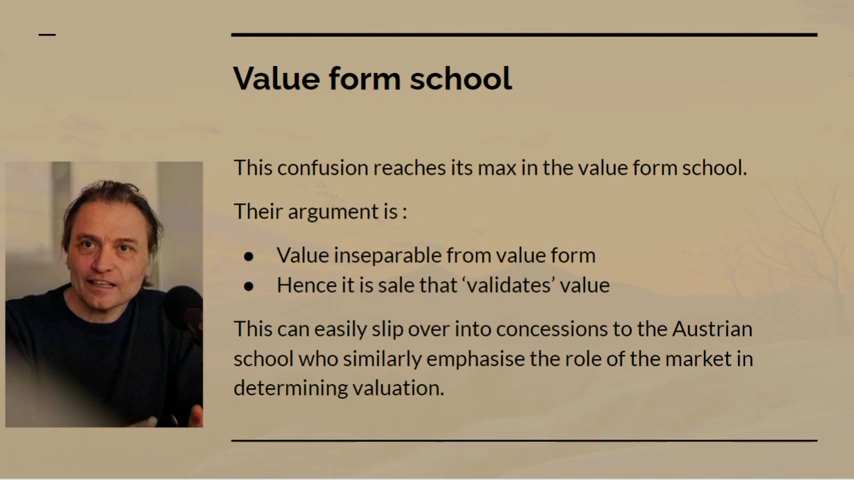 Value form school
This confusion reaches its max in the value form school.
Their argument is :
● Value inseparable from value form
● Hence it is sale that ‘validates’ value
This can easily slip over into concessions to the Austrian
school who similarly emphasise the role of the market in
determining valuation.